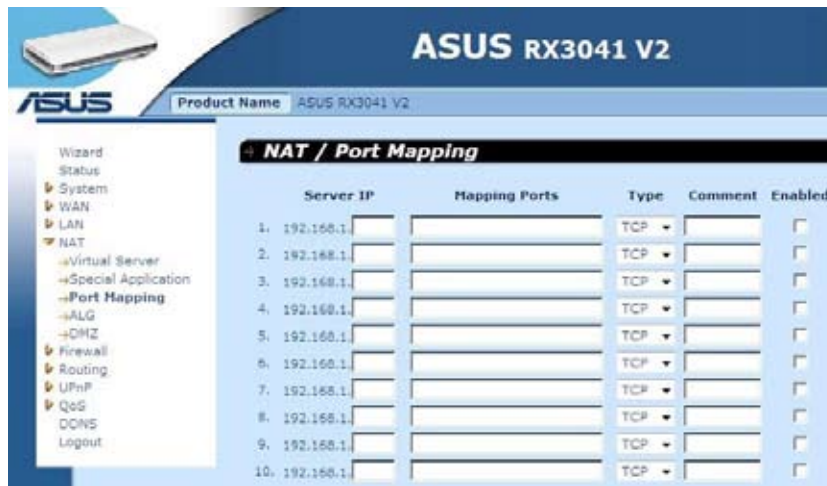 ASUS RX3041 V2
ASUS
Product Name ASUS RX3041 V2
Wizard
Status
System
WAN
LAN
NAT
Virtual Server
Special Application
Port Mapping
ALG
DMZ
Firewall
Routing
UPnP
QoS
DDNS
Logout
NAT / Port Mapping
Server IP Mapping Ports Type Comment Enabled
1. 192.168.1. TCP
2. 192.168.1. TCP
3. 192.168.1. TCP
4. 192.168.1. TCP
5. 192.168.1. TCP
6. 192.168.1. TCP
7. 192.168.1. TCP
8. 192.168.1. TCP
9. 192.168.1. TCP
10. 192.168.1. TCP